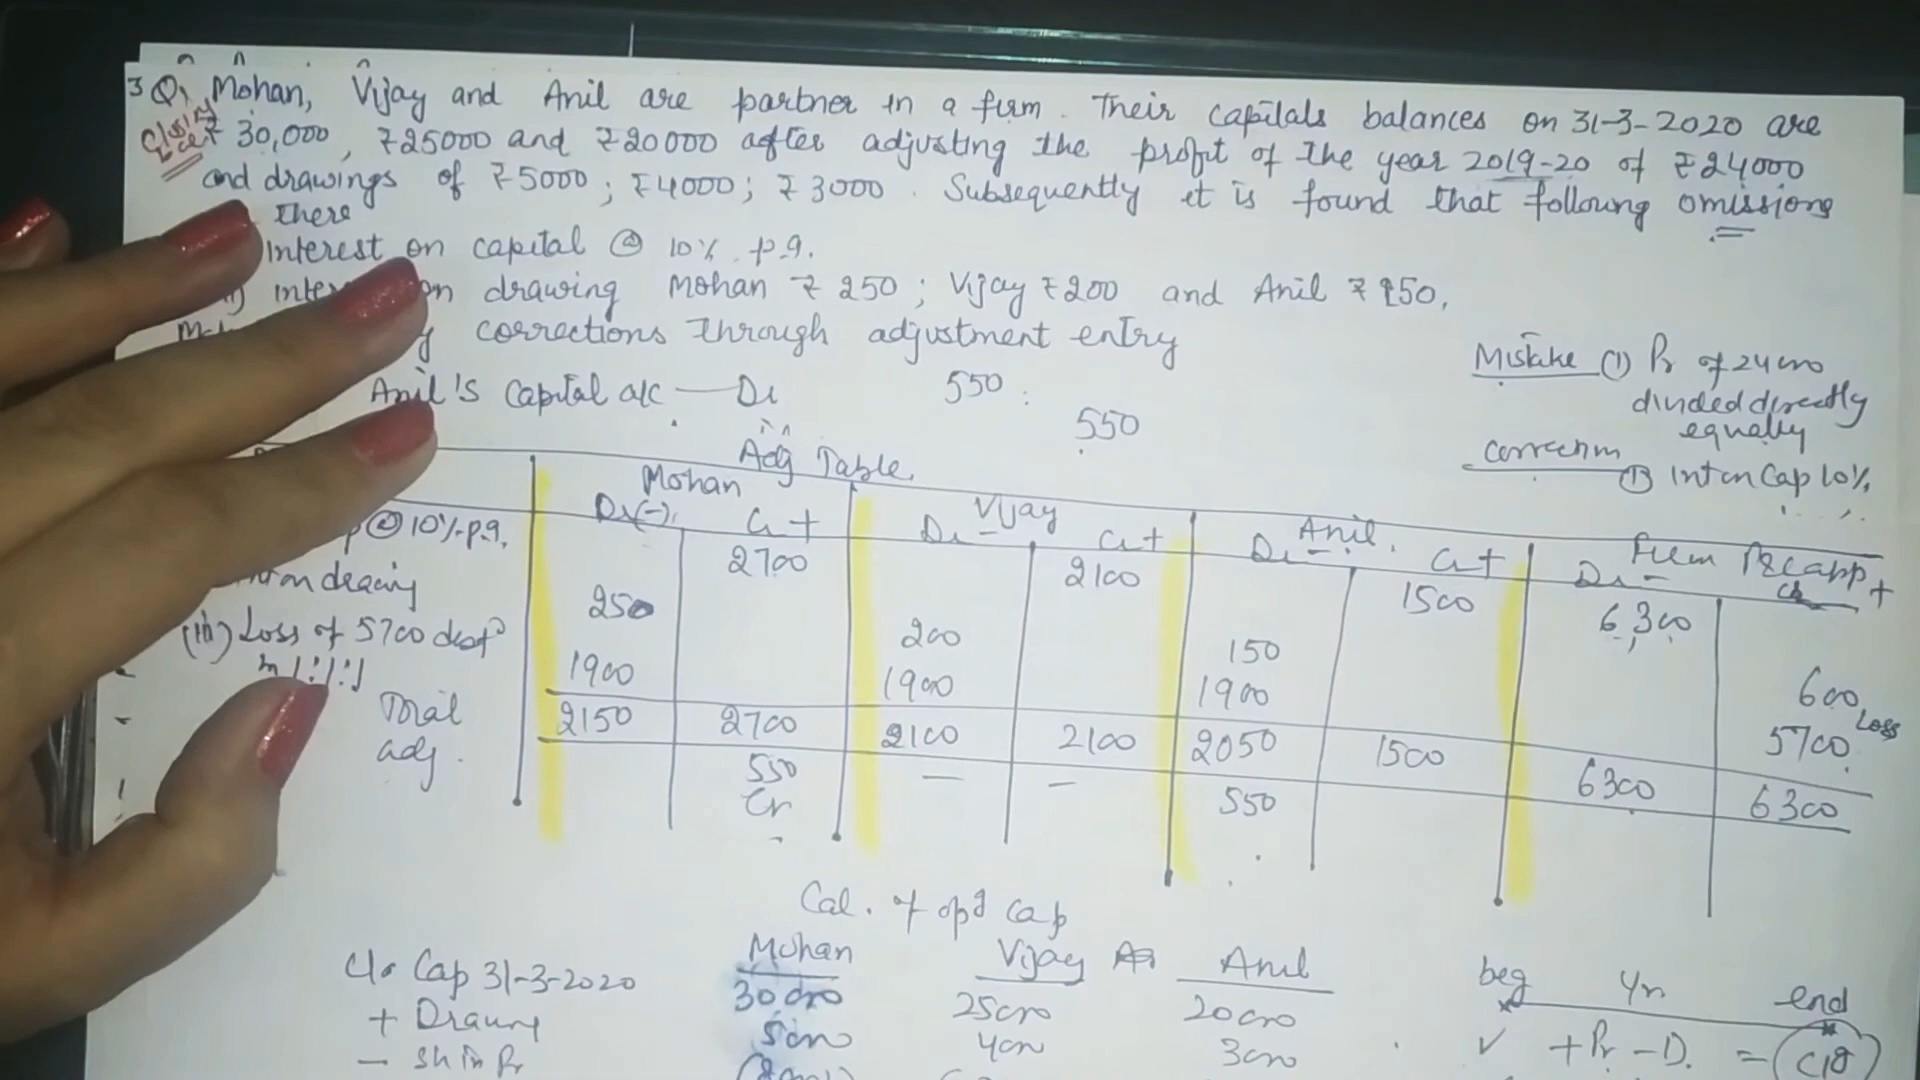 3 Q1 Mohan, Vijay and Anil are partner in a firm. Their capitals balances on 31-3-2020 are
₹ 30,000, ₹25000 and ₹20000 after adjusting the profit of the year 2019-20 of ₹24000
and drawings of ₹5000; ₹4000; ₹3000. Subsequently it is found that following omissions
there
Interest on capital @ 10% p.a.
on drawing Mohan ₹250; Vijay ₹200 and Anil ₹150,
corrections through adjustment entry
Anil's Capital a/c — Dr 550
550
Mistake (1) Pr of 24000
divided directly
equally
Correction
(1) Int on Cap 10%
Adj Table
Mohan Vijay Anil Firm
Dr(-) Cr + Dr - Cr + Dr - Cr + Dr - Cr +
@ 10% p.a. 2700 2100 1500 6300
on drawing 250 200 150 600
(iii) Loss of 5700 1900 1900 1900 5700 Loss
in 1:1:1
Total 2150 2700 2100 2100 2050 1500 6300 6300
adj. 550 Cr — — 550
Cal. of opg cap
Mohan Vijay Anil
Cl. Cap 31-3-2020 30000 25000 20000
+ Drawing 5000 4000 3000
- Sh in Pr
beg Yr end
✓ + Pr - D. =